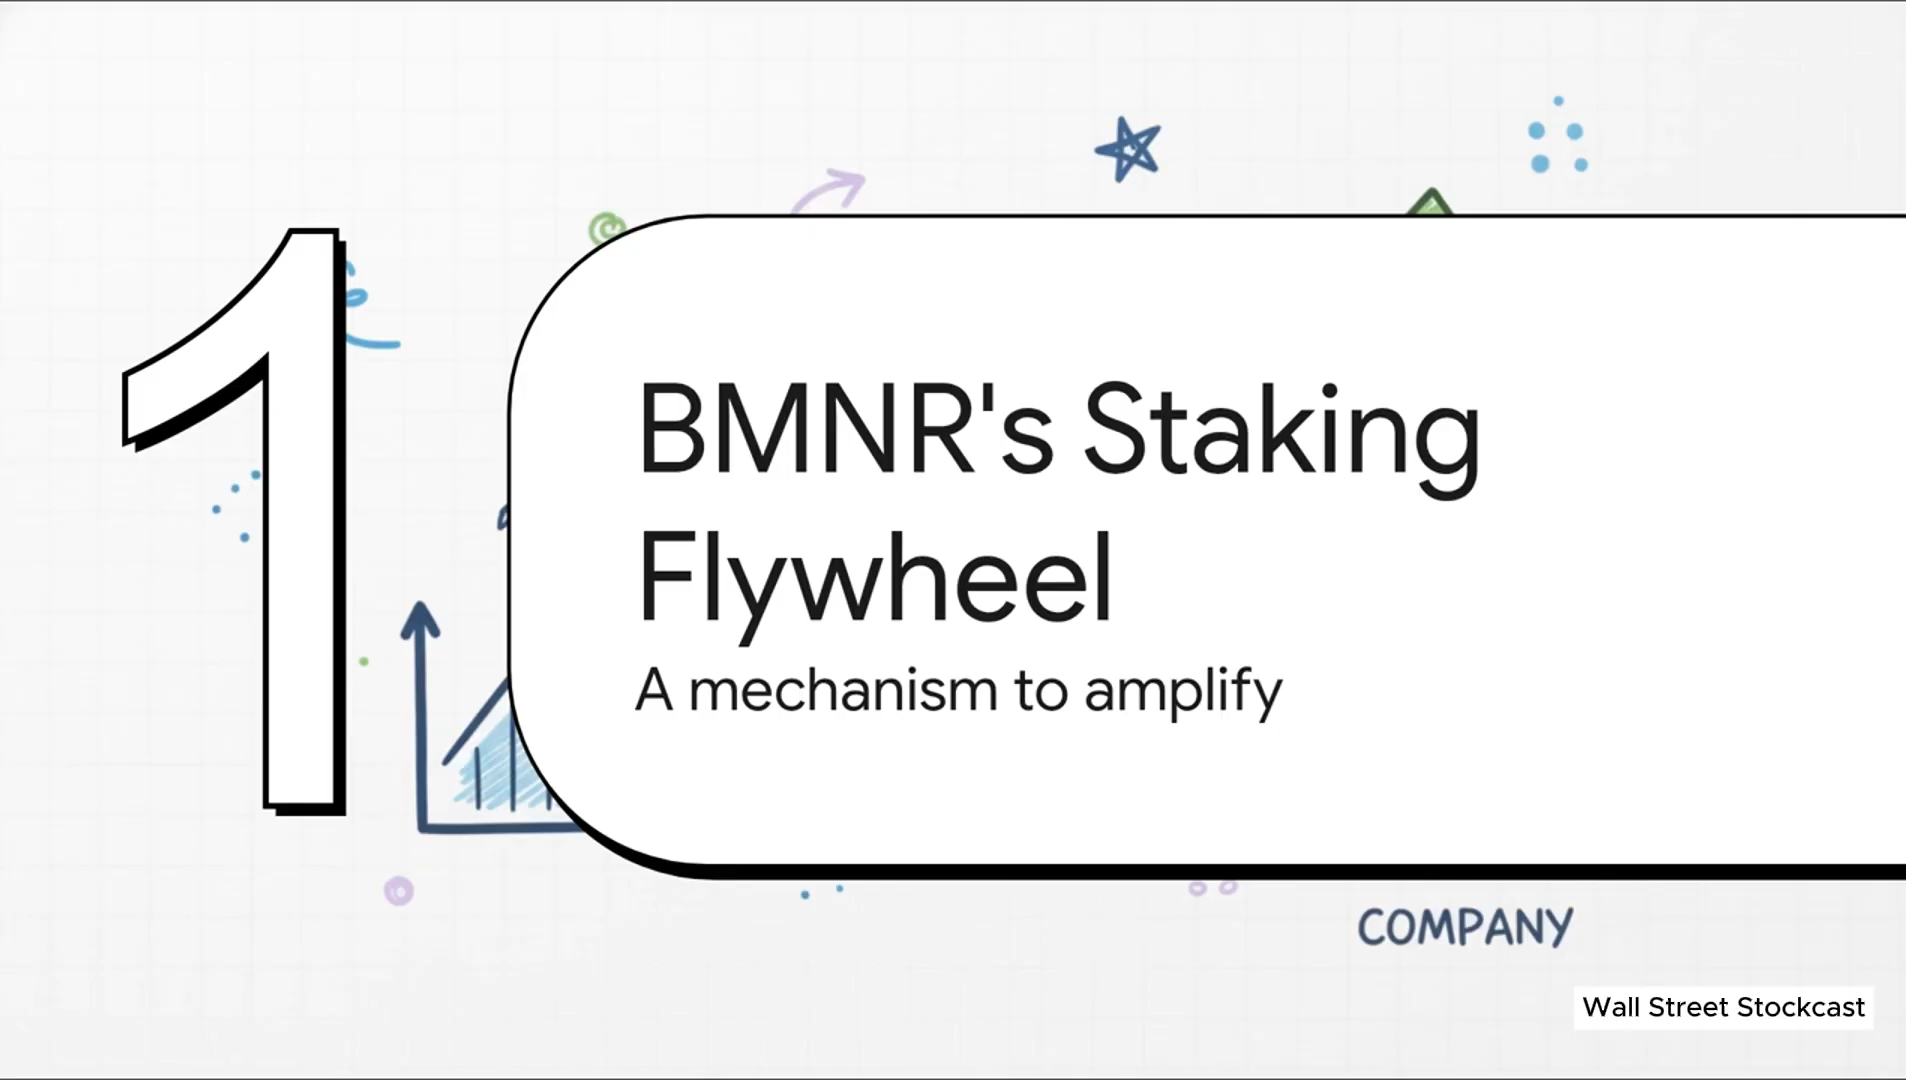 1
BMNR's Staking
Flywheel
A mechanism to amplify
COMPANY
Wall Street Stockcast